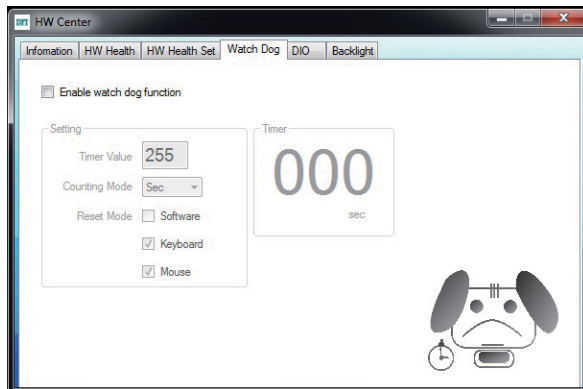 DFI HW Center
Infomation HW Health HW Health Set Watch Dog DIO Backlight
Enable watch dog function
Setting
Timer Value 255
Counting Mode Sec
Reset Mode Software
Keyboard
Mouse
Timer
000
sec